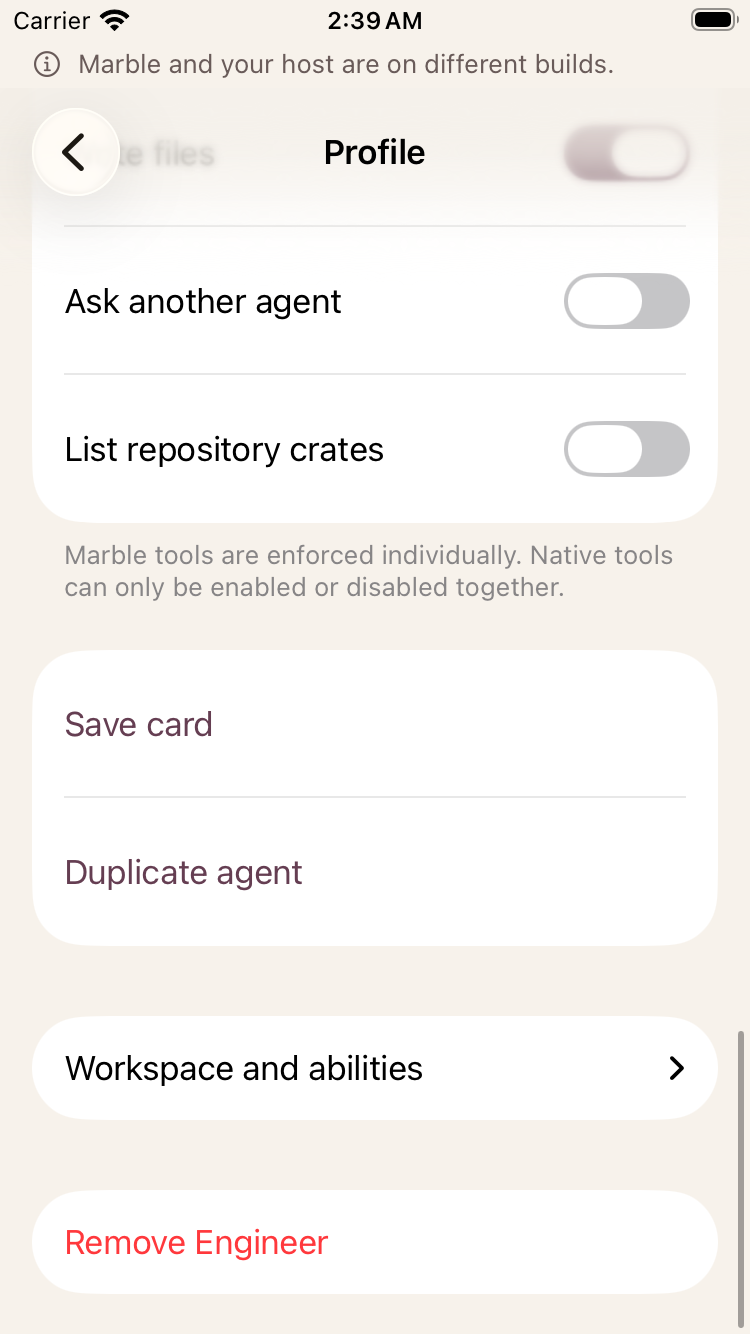 Carrier 2:39 AM
Marble and your host are on different builds.
files
Profile
Ask another agent
List repository crates
Marble tools are enforced individually. Native tools
can only be enabled or disabled together.
Save card
Duplicate agent
Workspace and abilities
Remove Engineer